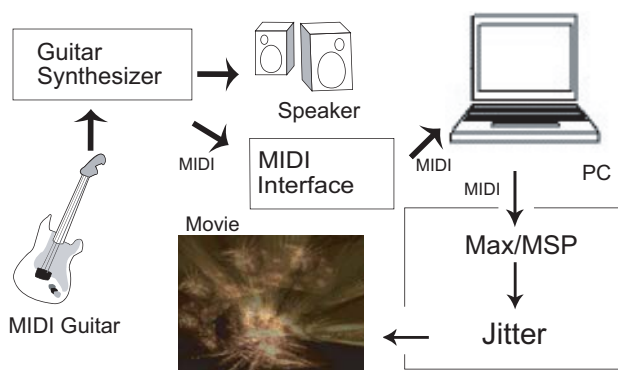 Guitar
Synthesizer
Speaker
MIDI
MIDI
Interface
MIDI
PC
MIDI
Movie
Max/MSP
Jitter
MIDI Guitar